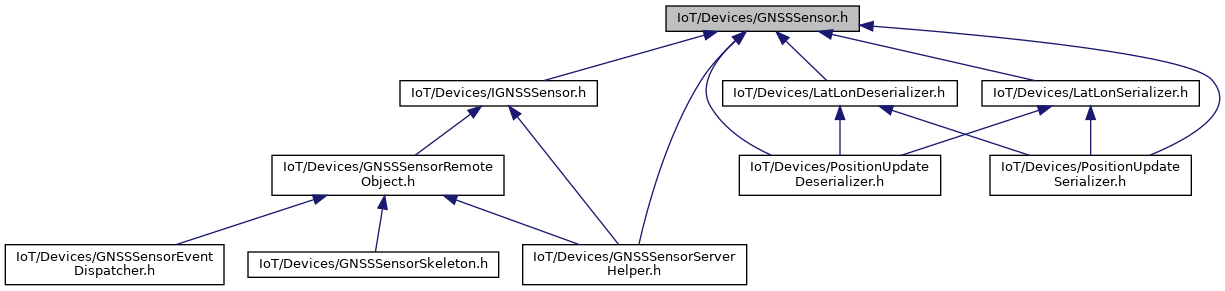 IoT/Devices/GNSSSensor.h
IoT/Devices/IGNSSSensor.h
IoT/Devices/LatLonDeserializer.h
IoT/Devices/LatLonSerializer.h
IoT/Devices/GNSSSensorRemote
Object.h
IoT/Devices/PositionUpdate
Deserializer.h
IoT/Devices/PositionUpdate
Serializer.h
IoT/Devices/GNSSSensorEvent
Dispatcher.h
IoT/Devices/GNSSSensorSkeleton.h
IoT/Devices/GNSSSensorServer
Helper.h